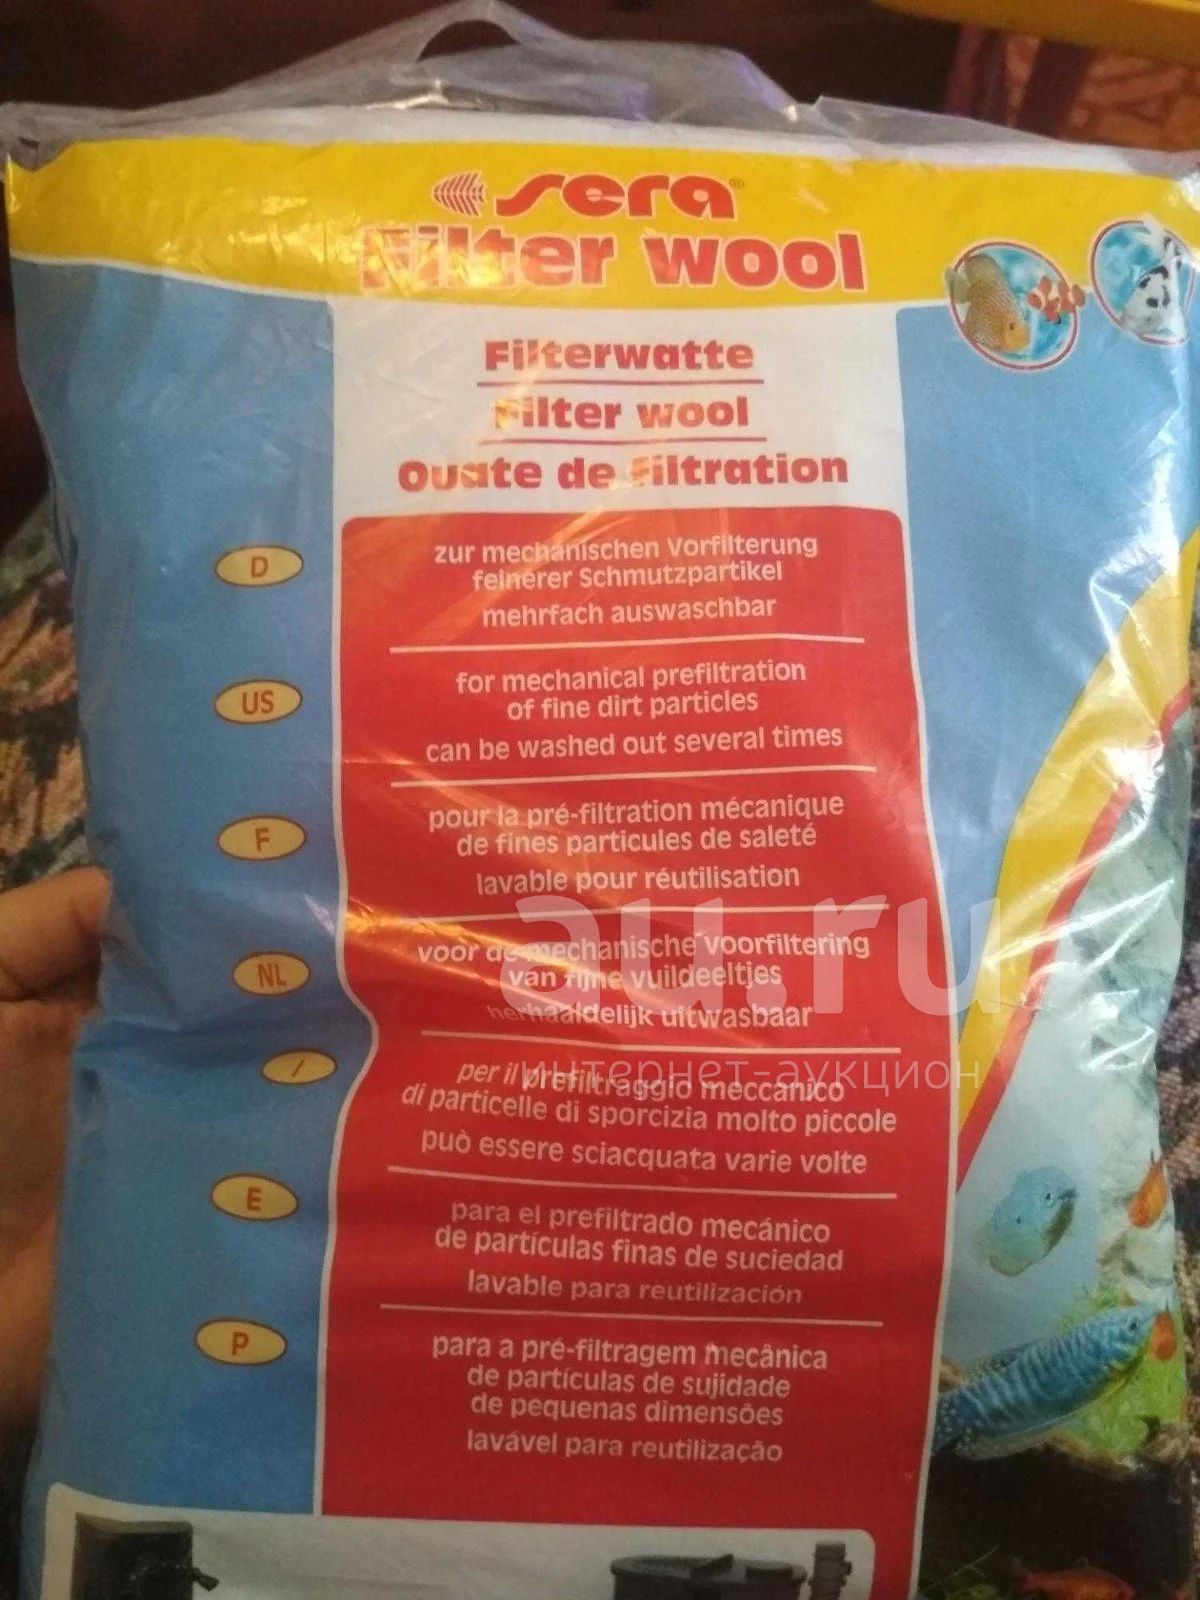 sera®
Filter wool
Filterwatte
Filter wool
Ouate de filtration
D
zur mechanischen Vorfilterung
feinerer Schmutzpartikel
mehrfach auswaschbar
US
for mechanical prefiltration
of fine dirt particles
can be washed out several times
F
pour la pré-filtration mécanique
de fines particules de saleté
lavable pour réutilisation
NL
voor de mechanische voorfiltering
van fijne vuildeeltjes
herhaaldelijk uitwasbaar
I
per il prefiltraggio meccanico
di particelle di sporcizia molto piccole
può essere sciacquata varie volte
E
para el prefiltrado mecánico
de partículas finas de suciedad
lavable para reutilización
P
para a pré-filtragem mecânica
de partículas de sujidade
de pequenas dimensões
lavável para reutilização
au.ru
интернет-аукцион